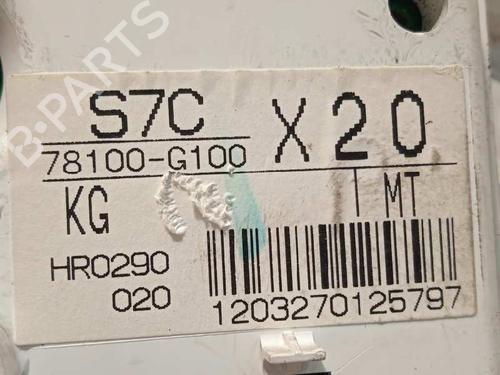 B-PARTS
S7C X20
78100-G100
KG I MT
HR0290
020
1203270125797